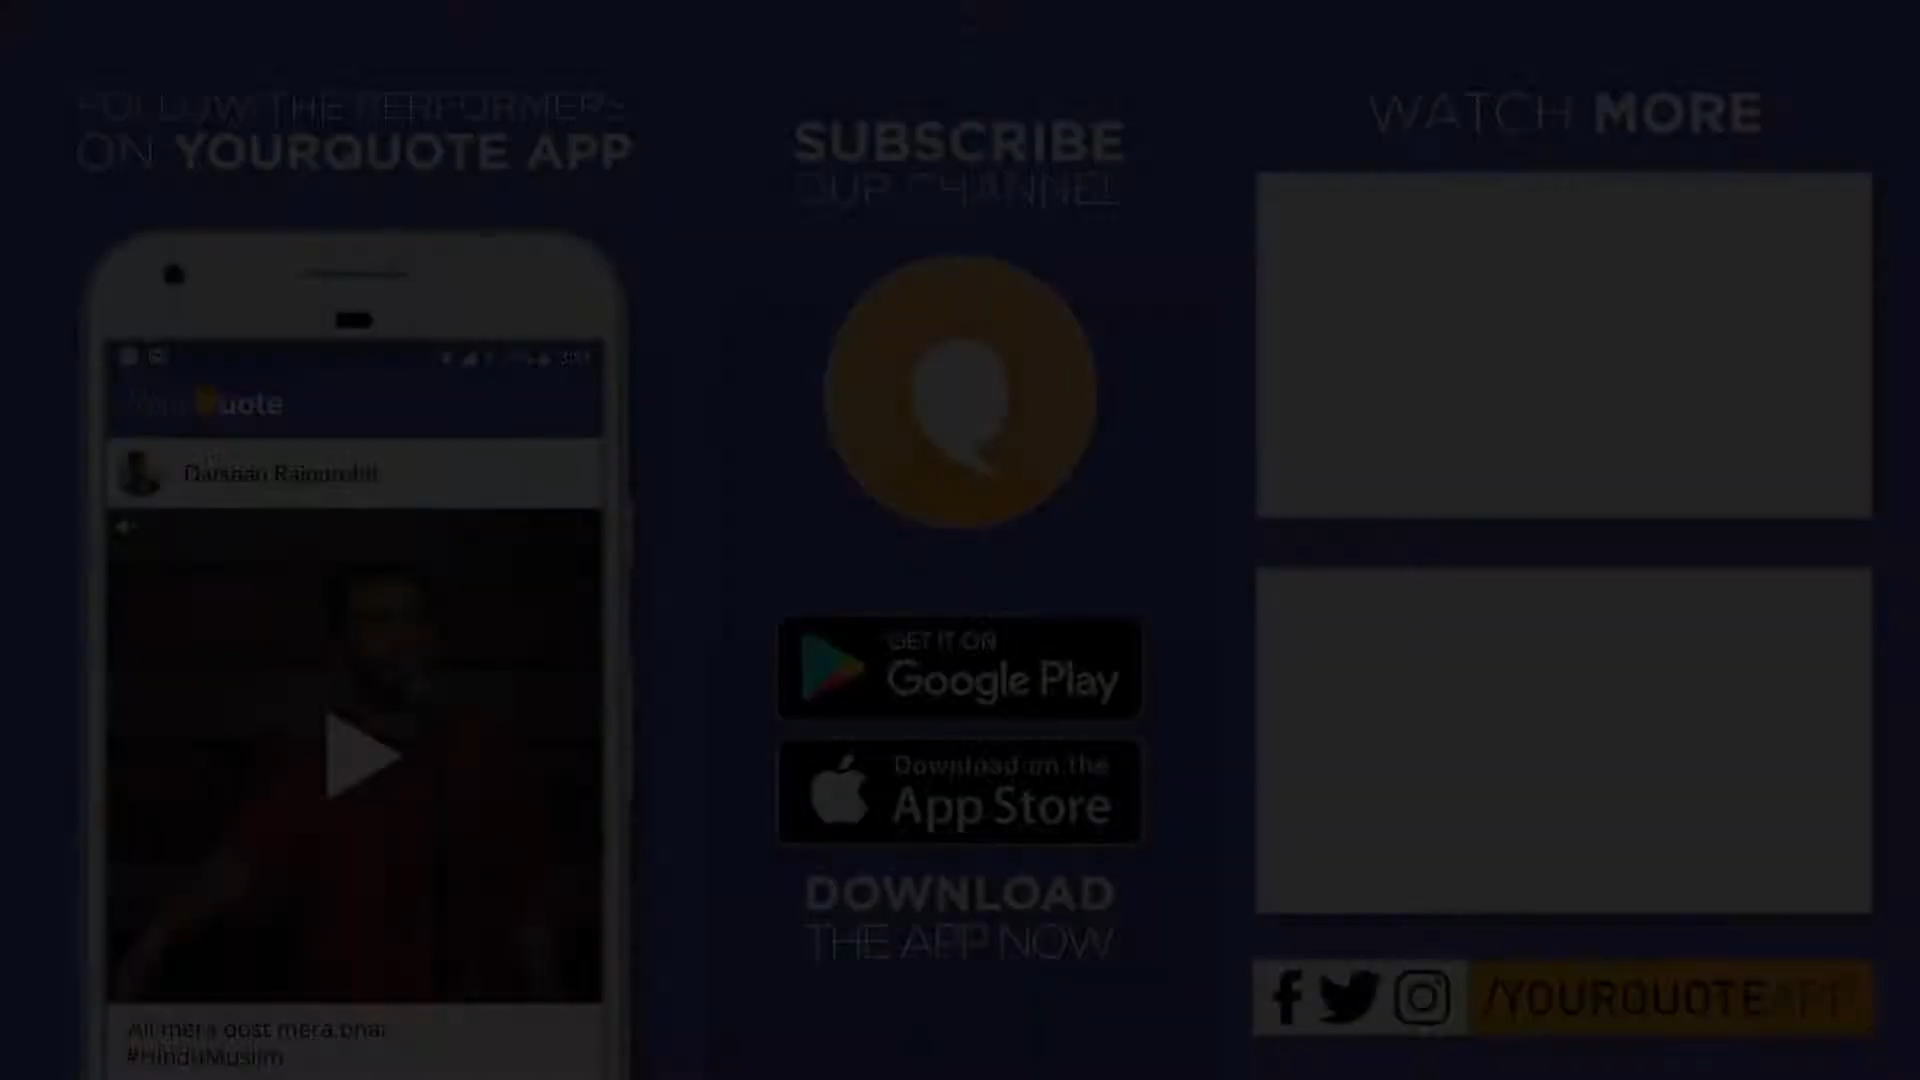 FOLLOW THE PERFORMERS
ON YOURQUOTE APP
SUBSCRIBE
OUR CHANNEL
WATCH MORE
YourQuote
Darshan Rajpurohit
GET IT ON
Google Play
Download on the
App Store
DOWNLOAD
THE APP NOW
/YOURQUOTEAPP
Ali mera dost mera bhai
#HinduMuslim